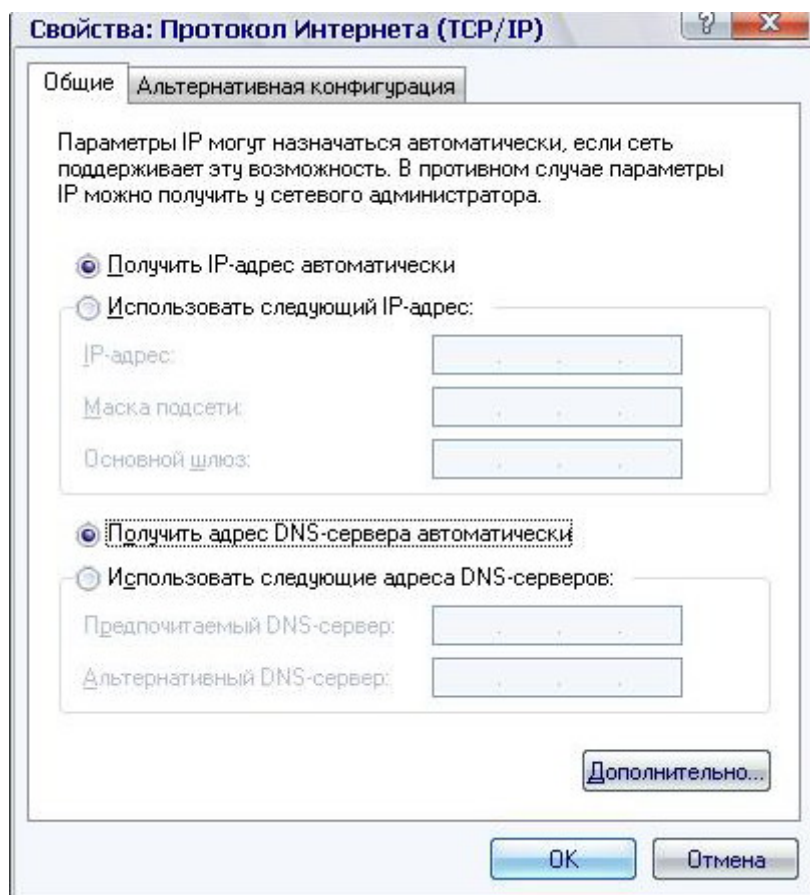 Свойства: Протокол Интернета (TCP/IP)
? X
Общие Альтернативная конфигурация
Параметры IP могут назначаться автоматически, если сеть
поддерживает эту возможность. В противном случае параметры
IP можно получить у сетевого администратора.
Получить IP-адрес автоматически
Использовать следующий IP-адрес:
IP-адрес:
Маска подсети:
Основной шлюз:
Получить адрес DNS-сервера автоматически
Использовать следующие адреса DNS-серверов:
Предпочитаемый DNS-сервер:
Альтернативный DNS-сервер:
Дополнительно...
OK Отмена